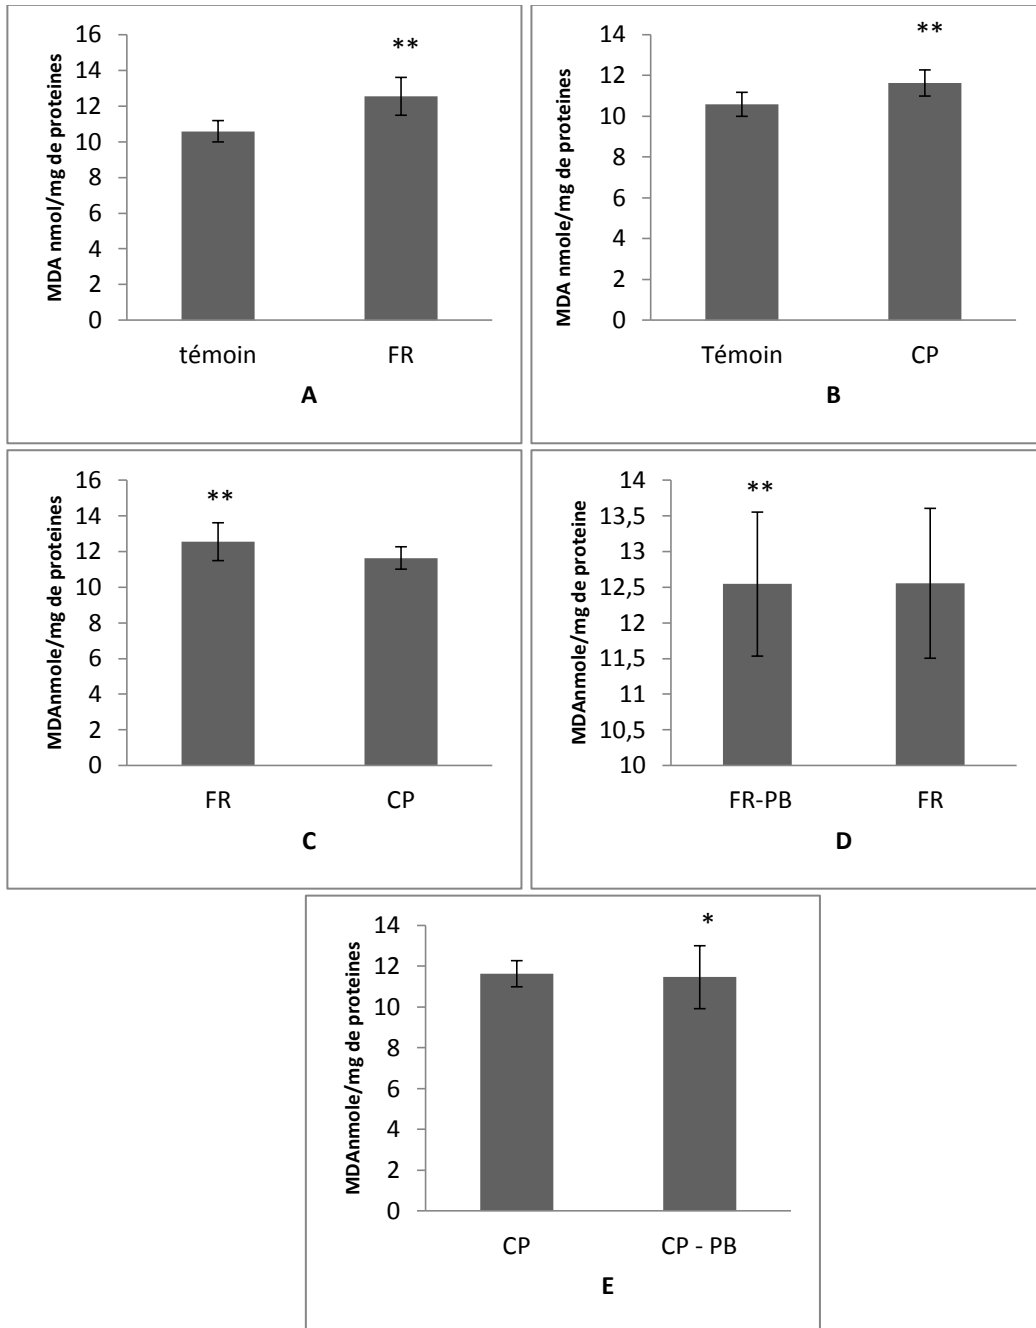 MDA nmol/mg de proteines
16
14
12
10
8
6
4
2
0
**
témoin
FR
A
MDA nmole/mg de proteines
14
12
10
8
6
4
2
0
**
Témoin
CP
B
MDAnmole/mg de proteines
16
14
12
10
8
6
4
2
0
**
FR
CP
C
MDAnmole/mg de proteine
14
13,5
13
12,5
12
11,5
11
10,5
10
**
FR-PB
FR
D
MDAnmole/mg de proteines
14
12
10
8
6
4
2
0
*
CP
CP - PB
E